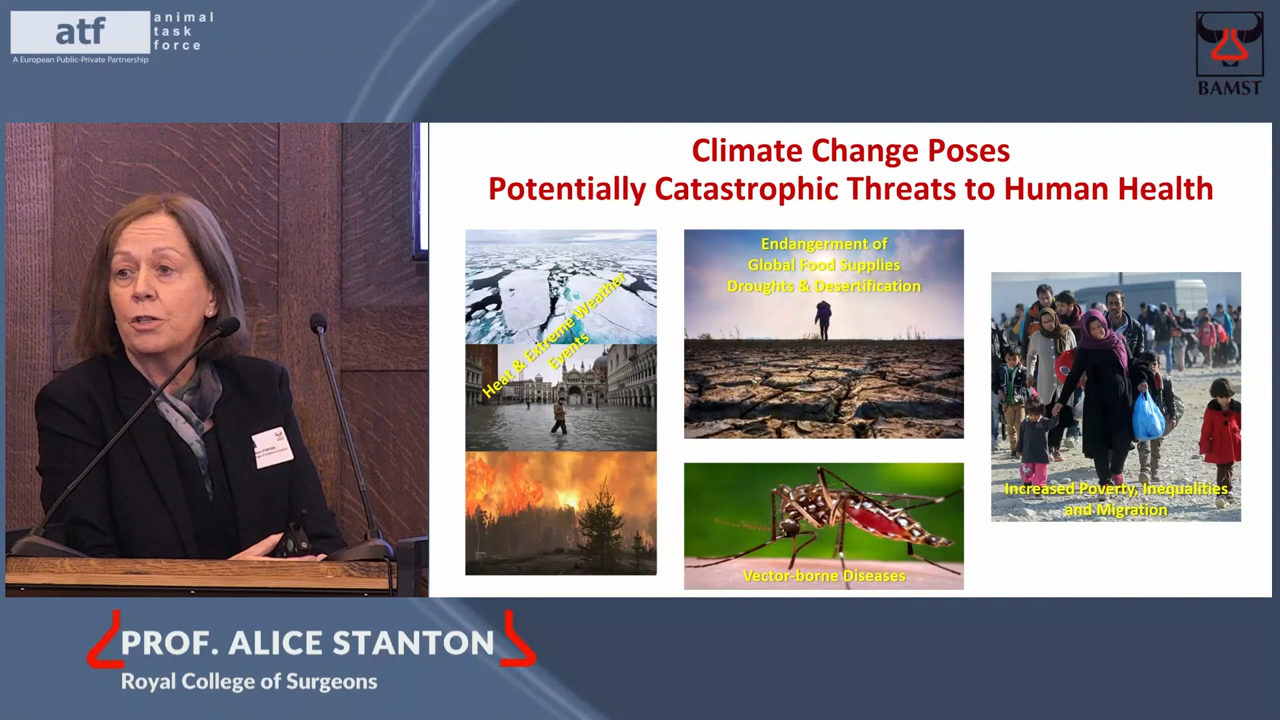 atf
animal
task
force
A European Public-Private Partnership
BAMST
Climate Change Poses
Potentially Catastrophic Threats to Human Health
Heat & Extreme Weather
Events
Endangerment of
Global Food Supplies
Droughts & Desertification
Vector-borne Diseases
Increased Poverty, Inequalities
and Migration
PROF. ALICE STANTON
Royal College of Surgeons